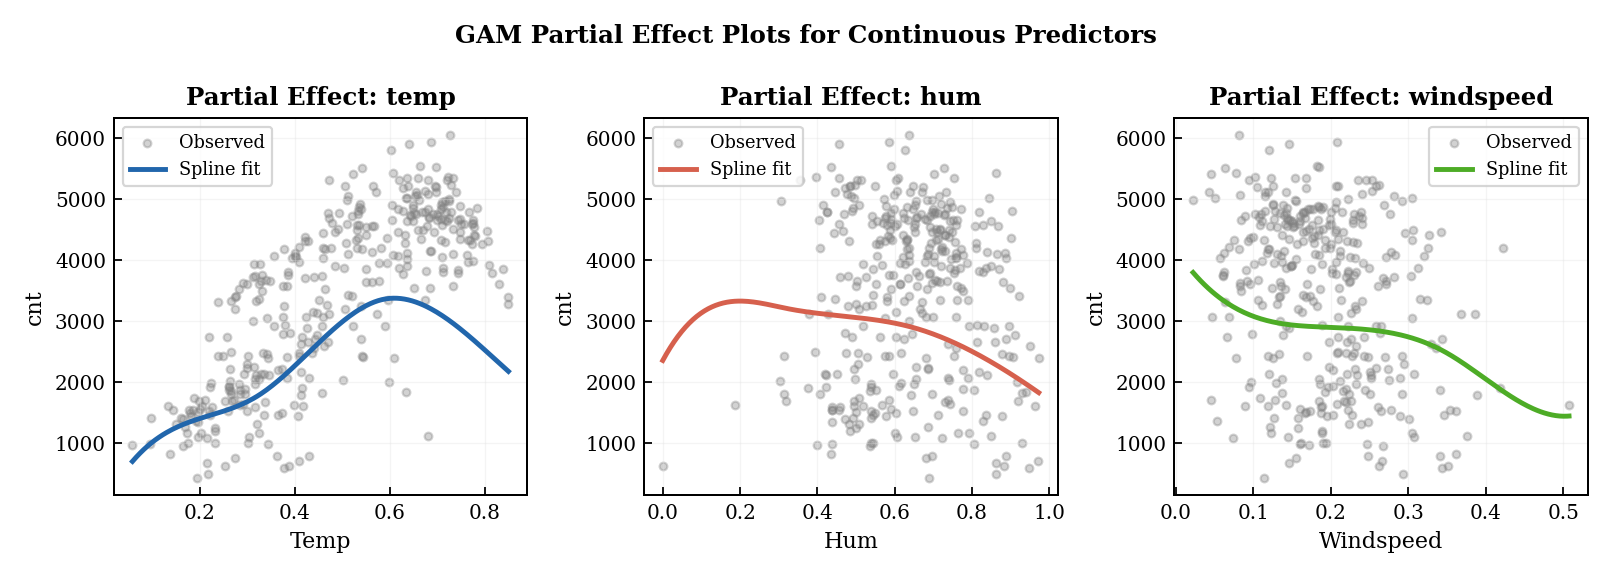 GAM Partial Effect Plots for Continuous Predictors
Partial Effect: temp
cnt
6000
5000
4000
3000
2000
1000
Observed
Spline fit
0.2 0.4 0.6 0.8
Temp
Partial Effect: hum
cnt
6000
5000
4000
3000
2000
1000
Observed
Spline fit
0.0 0.2 0.4 0.6 0.8 1.0
Hum
Partial Effect: windspeed
cnt
6000
5000
4000
3000
2000
1000
Observed
Spline fit
0.0 0.1 0.2 0.3 0.4 0.5
Windspeed